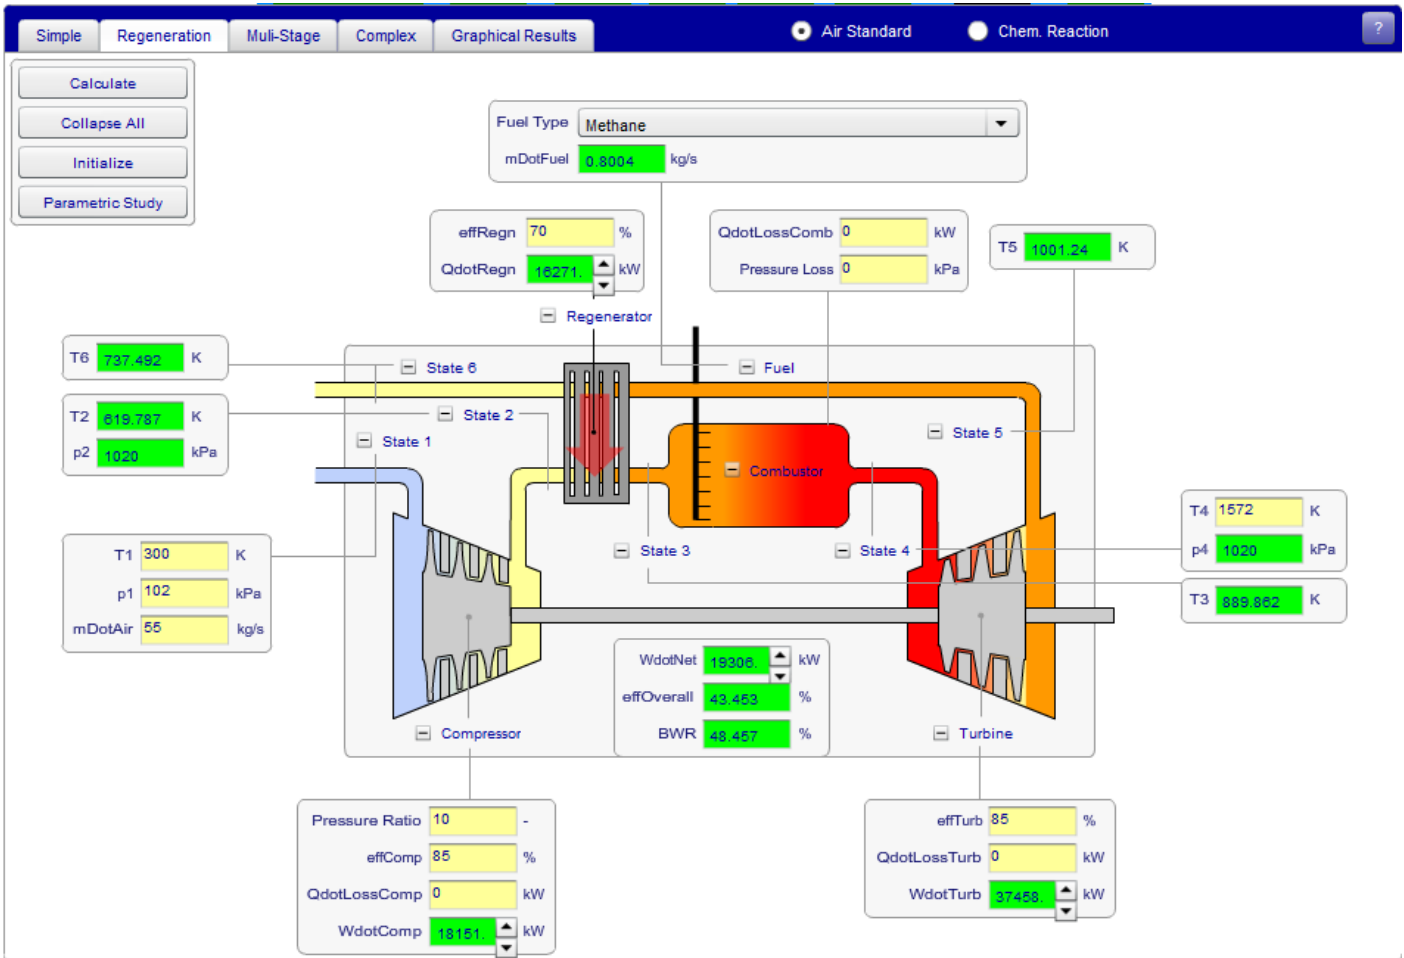 Simple Regeneration Muli-Stage Complex Graphical Results Air Standard Chem. Reaction ?
Calculate
Collapse All
Initialize
Parametric Study
Fuel Type Methane
mDotFuel 0.8004 kg/s
effRegn 70 %
QdotRegn 16271. kW
QdotLossComb 0 kW
Pressure Loss 0 kPa
T5 1001.24 K
Regenerator
T6 737.492 K
State 6
Fuel
T2 619.787 K
p2 1020 kPa
State 2
State 1
State 5
Combustor
T4 1572 K
p4 1020 kPa
State 3
State 4
T1 300 K
p1 102 kPa
mDotAir 55 kg/s
T3 889.862 K
WdotNet 19306. kW
effOverall 43.453 %
BWR 48.457 %
Compressor
Turbine
Pressure Ratio 10 -
effComp 85 %
QdotLossComp 0 kW
WdotComp 18151. kW
effTurb 85 %
QdotLossTurb 0 kW
WdotTurb 37458. kW